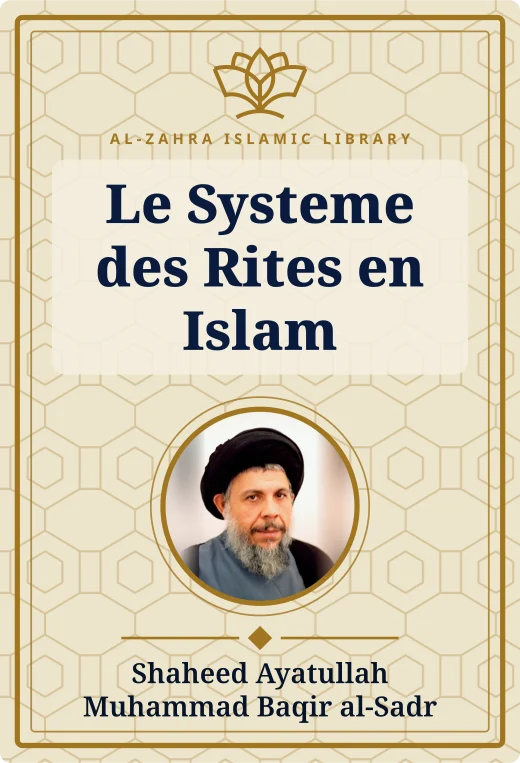 AL-ZAHRA ISLAMIC LIBRARY
Le Systeme
des Rites en
Islam
Shaheed Ayatullah
Muhammad Baqir al-Sadr